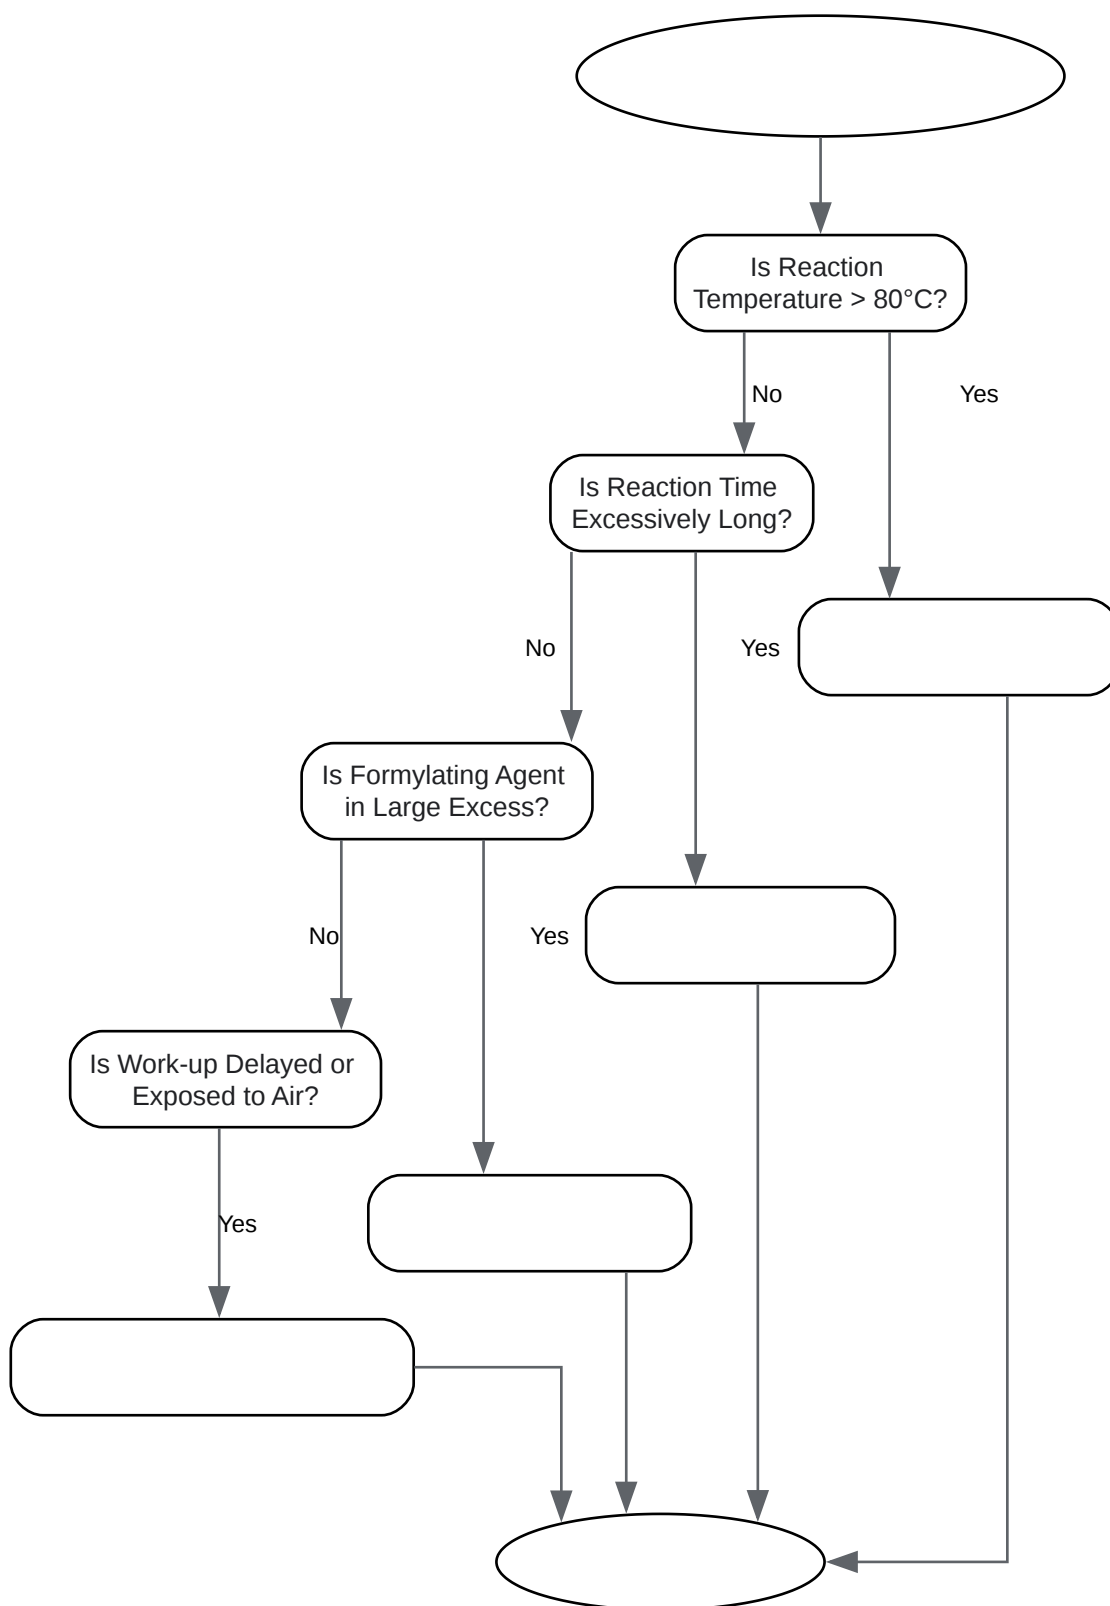 Is Reaction
Temperature > 80°C?
No
Yes
Is Reaction Time
Excessively Long?
No
Yes
Is Formylating Agent
in Large Excess?
No
Yes
Is Work-up Delayed or
Exposed to Air?
Yes